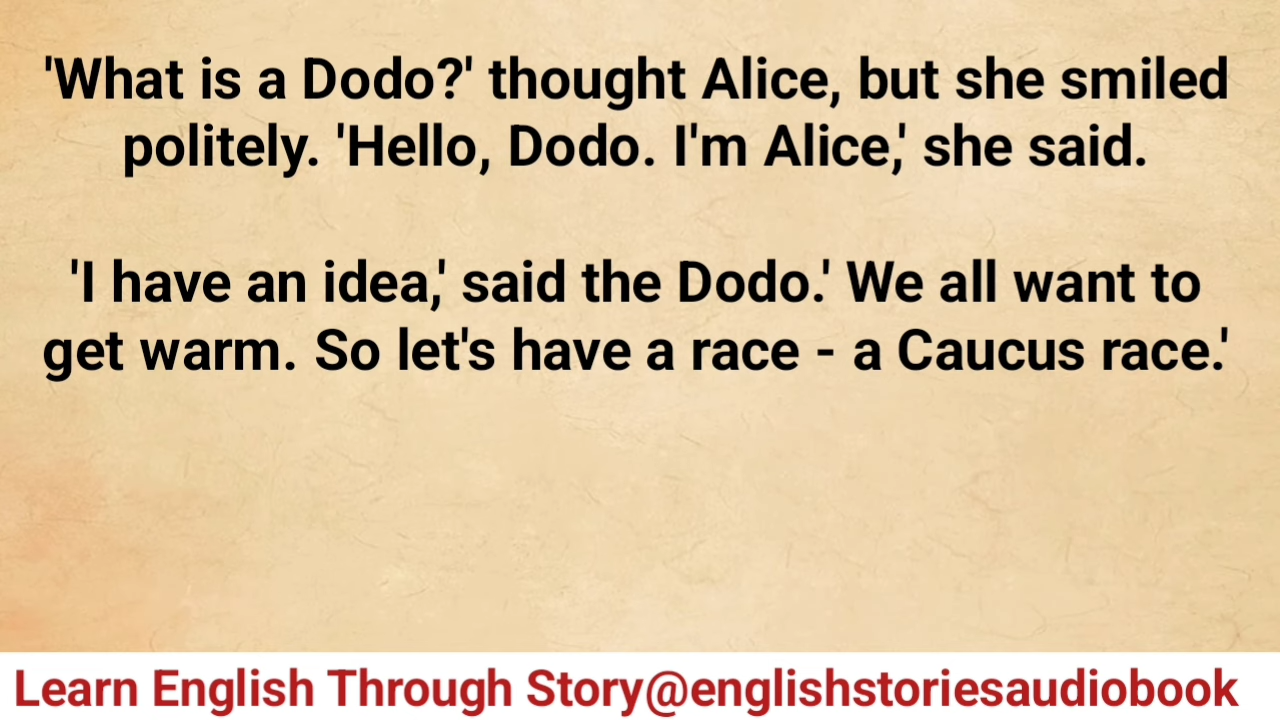 'What is a Dodo?' thought Alice, but she smiled
politely. 'Hello, Dodo. I'm Alice,' she said.
'I have an idea,' said the Dodo.' We all want to
get warm. So let's have a race - a Caucus race.'
Learn English Through Story@englishstoriesaudiobook